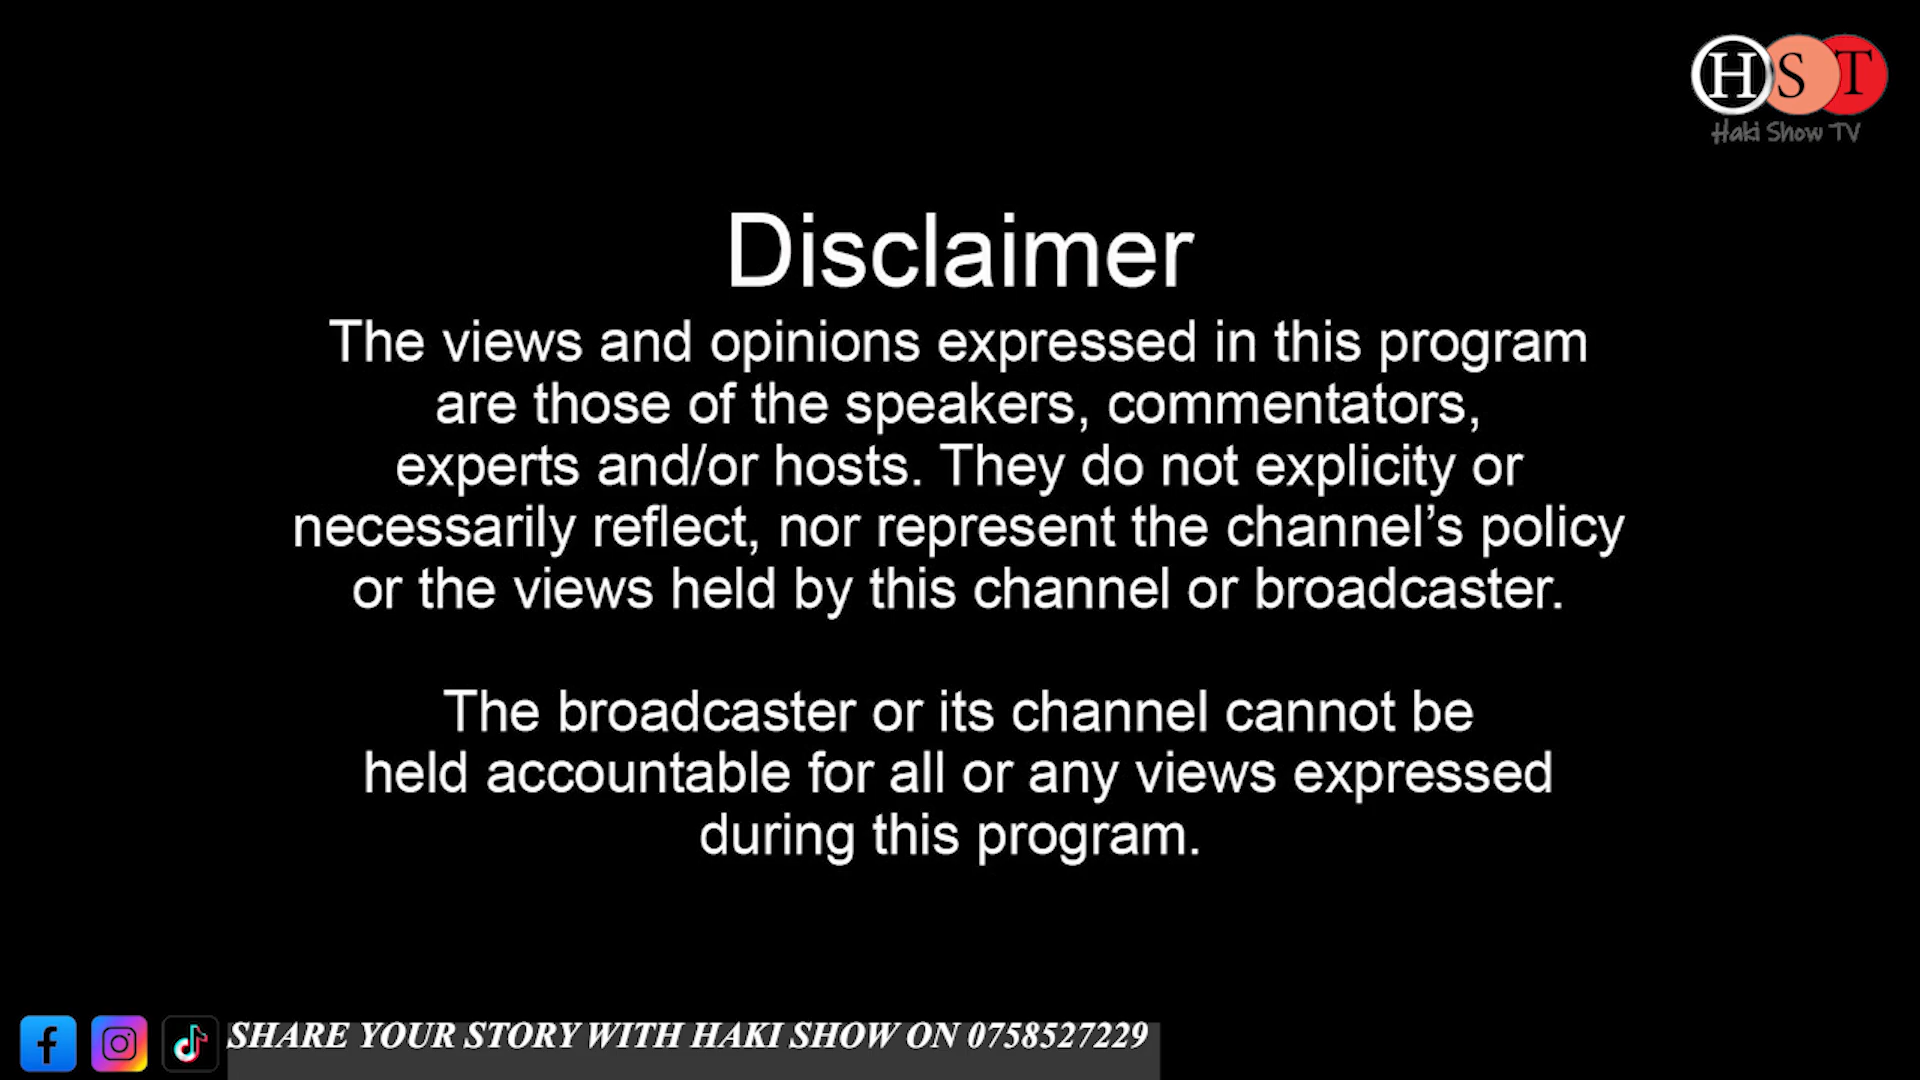 HST
Haki Show TV
Disclaimer
The views and opinions expressed in this program
are those of the speakers, commentators,
experts and/or hosts. They do not explicity or
necessarily reflect, nor represent the channel’s policy
or the views held by this channel or broadcaster.
The broadcaster or its channel cannot be
held accountable for all or any views expressed
during this program.
SHARE YOUR STORY WITH HAKI SHOW ON 0758527229